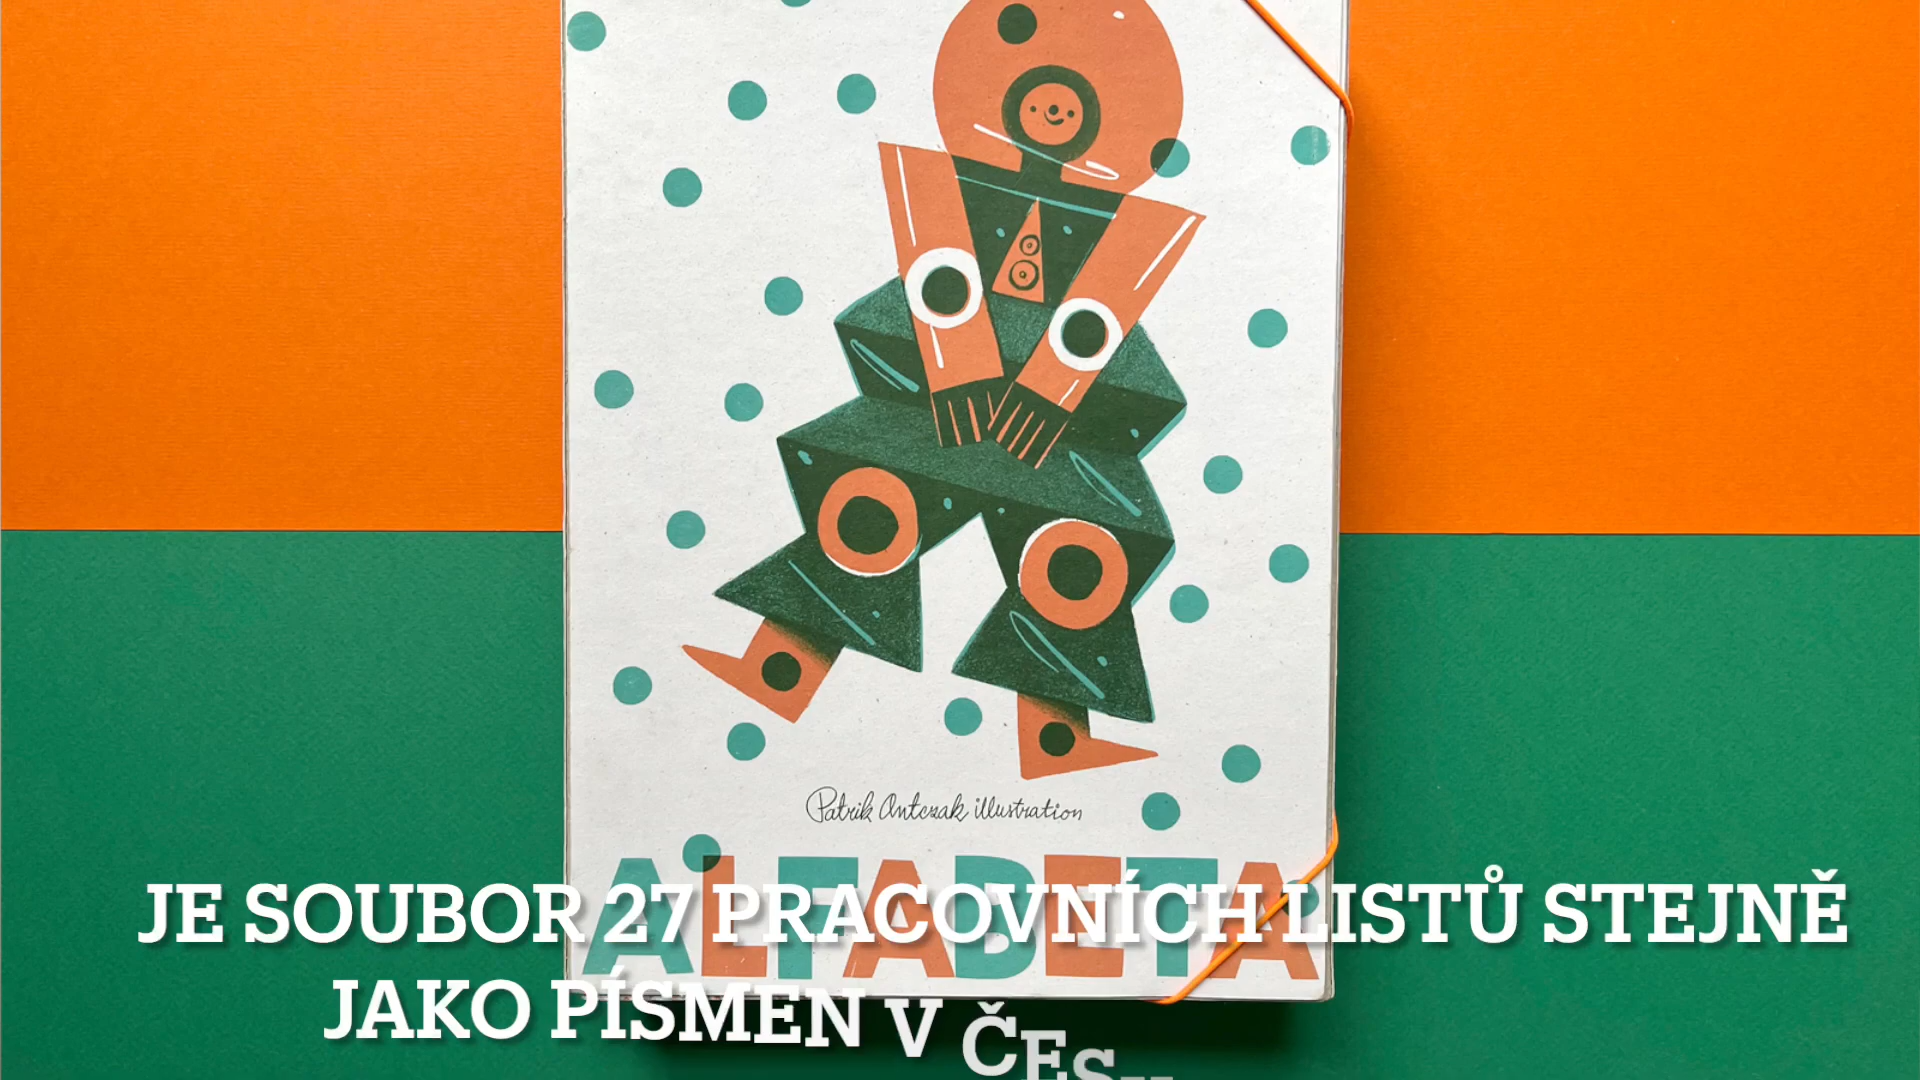 Patrik Antczak illustration
ALFABETA
JE SOUBOR 27 PRACOVNÍCH LISTŮ STEJNĚ
JAKO PÍSMEN V